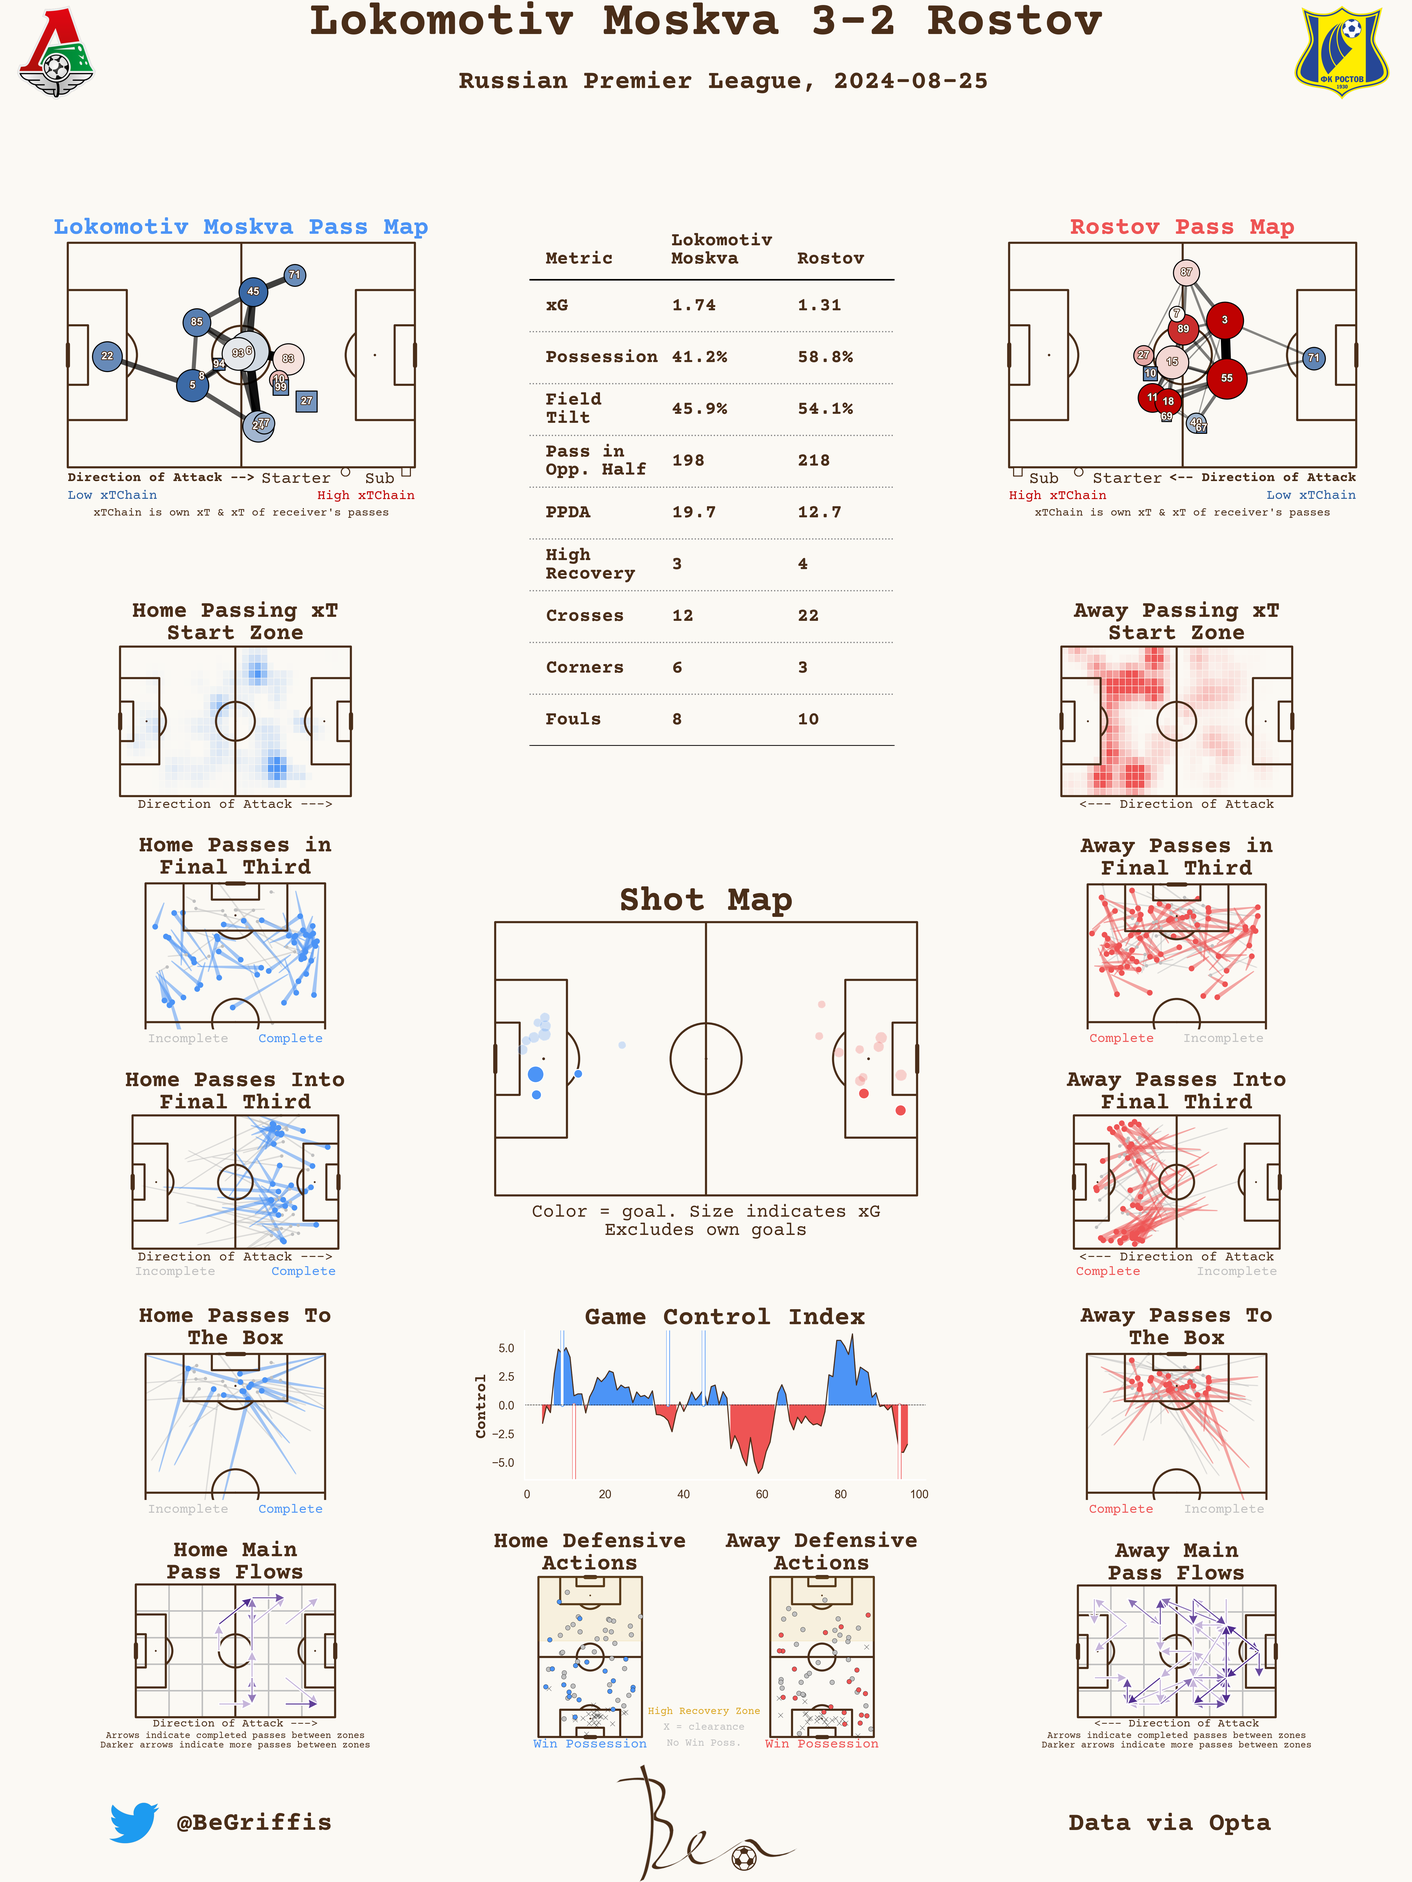 Lokomotiv Moskva 3-2 Rostov
Russian Premier League, 2024-08-25
ФК РОСТОВ
1930
Lokomotiv Moskva Pass Map
71
45
85
22
93
6
83
94
8
5
10
99
27
77
Direction of Attack --> Starter Sub
Low xTChain High xTChain
xTChain is own xT & xT of receiver's passes
Metric Lokomotiv Moskva Rostov
xG 1.74 1.31
Possession 41.2% 58.8%
Field Tilt 45.9% 54.1%
Pass in Opp. Half 198 218
PPDA 19.7 12.7
High Recovery 3 4
Crosses 12 22
Corners 6 3
Fouls 8 10
Rostov Pass Map
87
7
3
89
27
15
71
10
55
11
18
69
67
Sub Starter <-- Direction of Attack
High xTChain Low xTChain
xTChain is own xT & xT of receiver's passes
Home Passing xT
Start Zone
Direction of Attack --->
Away Passing xT
Start Zone
<--- Direction of Attack
Home Passes in
Final Third
Incomplete Complete
Away Passes in
Final Third
Complete Incomplete
Shot Map
Color = goal. Size indicates xG
Excludes own goals
Home Passes Into
Final Third
Direction of Attack --->
Incomplete Complete
Away Passes Into
Final Third
<--- Direction of Attack
Complete Incomplete
Home Passes To
The Box
Incomplete Complete
Game Control Index
Control
5.0
2.5
0.0
−2.5
−5.0
0 20 40 60 80 100
Away Passes To
The Box
Complete Incomplete
Home Main
Pass Flows
Direction of Attack --->
Arrows indicate completed passes between zones
Darker arrows indicate more passes between zones
Home Defensive
Actions
Win Possession
High Recovery Zone
X = clearance
No Win Poss.
Away Defensive
Actions
Win Possession
Away Main
Pass Flows
<--- Direction of Attack
Arrows indicate completed passes between zones
Darker arrows indicate more passes between zones
@BeGriffis
Ben
Data via Opta